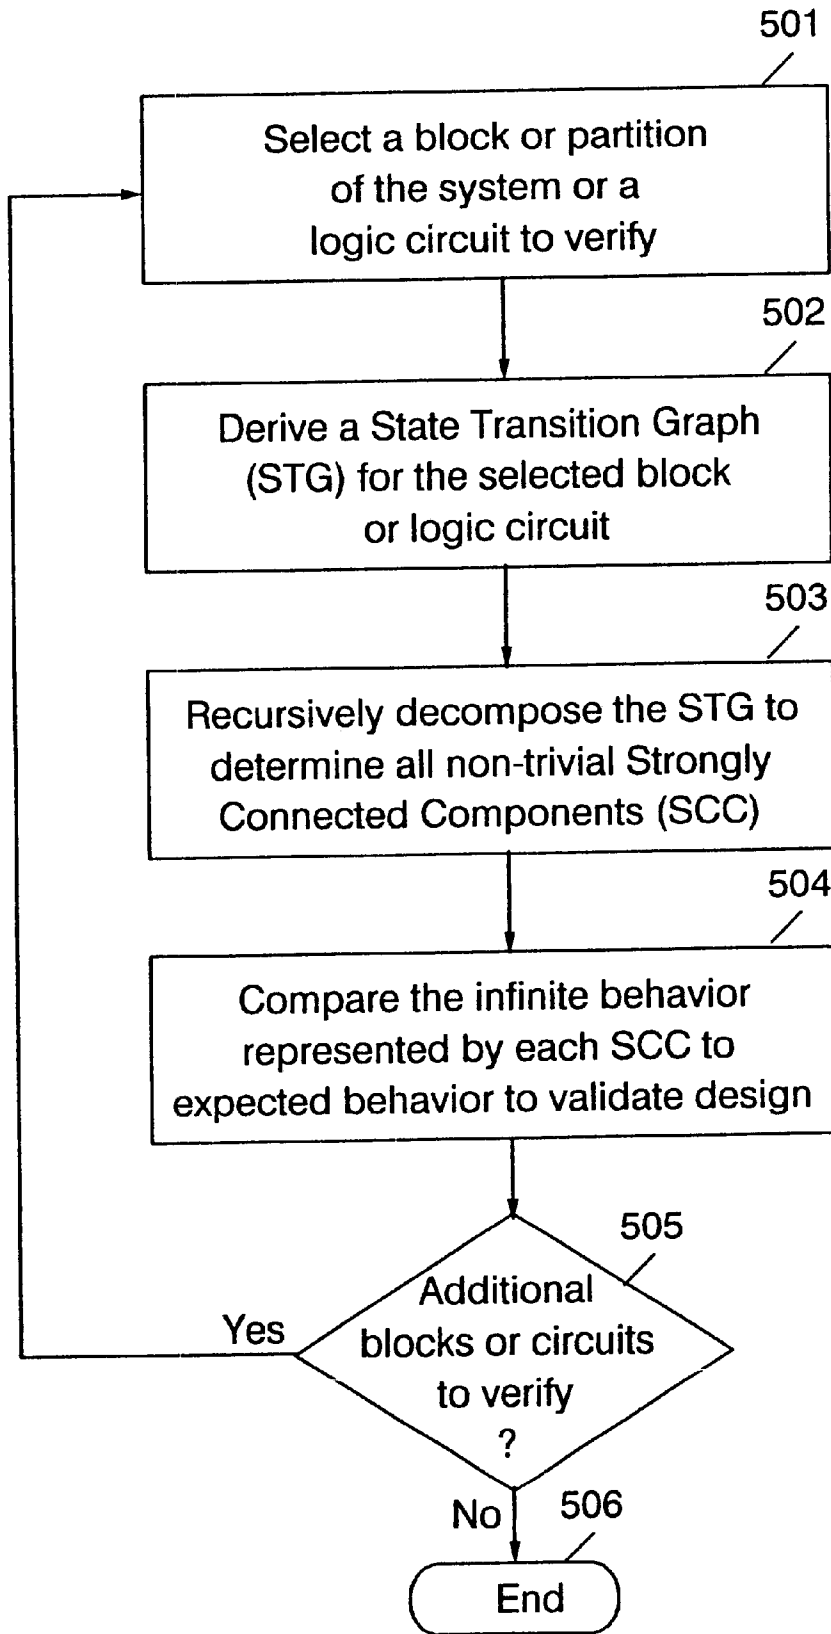 501
Select a block or partition
of the system or a
logic circuit to verify
502
Derive a State Transition Graph
(STG) for the selected block
or logic circuit
503
Recursively decompose the STG to
determine all non-trivial Strongly
Connected Components (SCC)
504
Compare the infinite behavior
represented by each SCC to
expected behavior to validate design
505
Additional
Yes
blocks or circuits
to verify
?
No
506
End